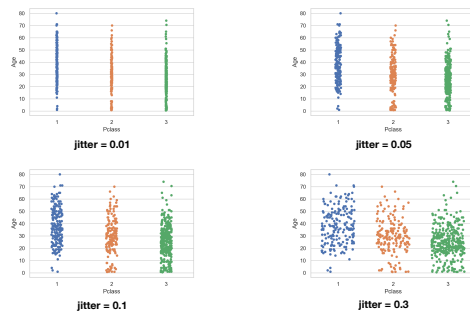 80
70
60
50
40
30
20
10
0
Age
1 2 3
Pclass
jitter = 0.01
80
70
60
50
40
30
20
10
0
Age
1 2 3
Pclass
jitter = 0.05
80
70
60
50
40
30
20
10
0
Age
1 2 3
Pclass
jitter = 0.1
80
70
60
50
40
30
20
10
0
Age
1 2 3
Pclass
jitter = 0.3